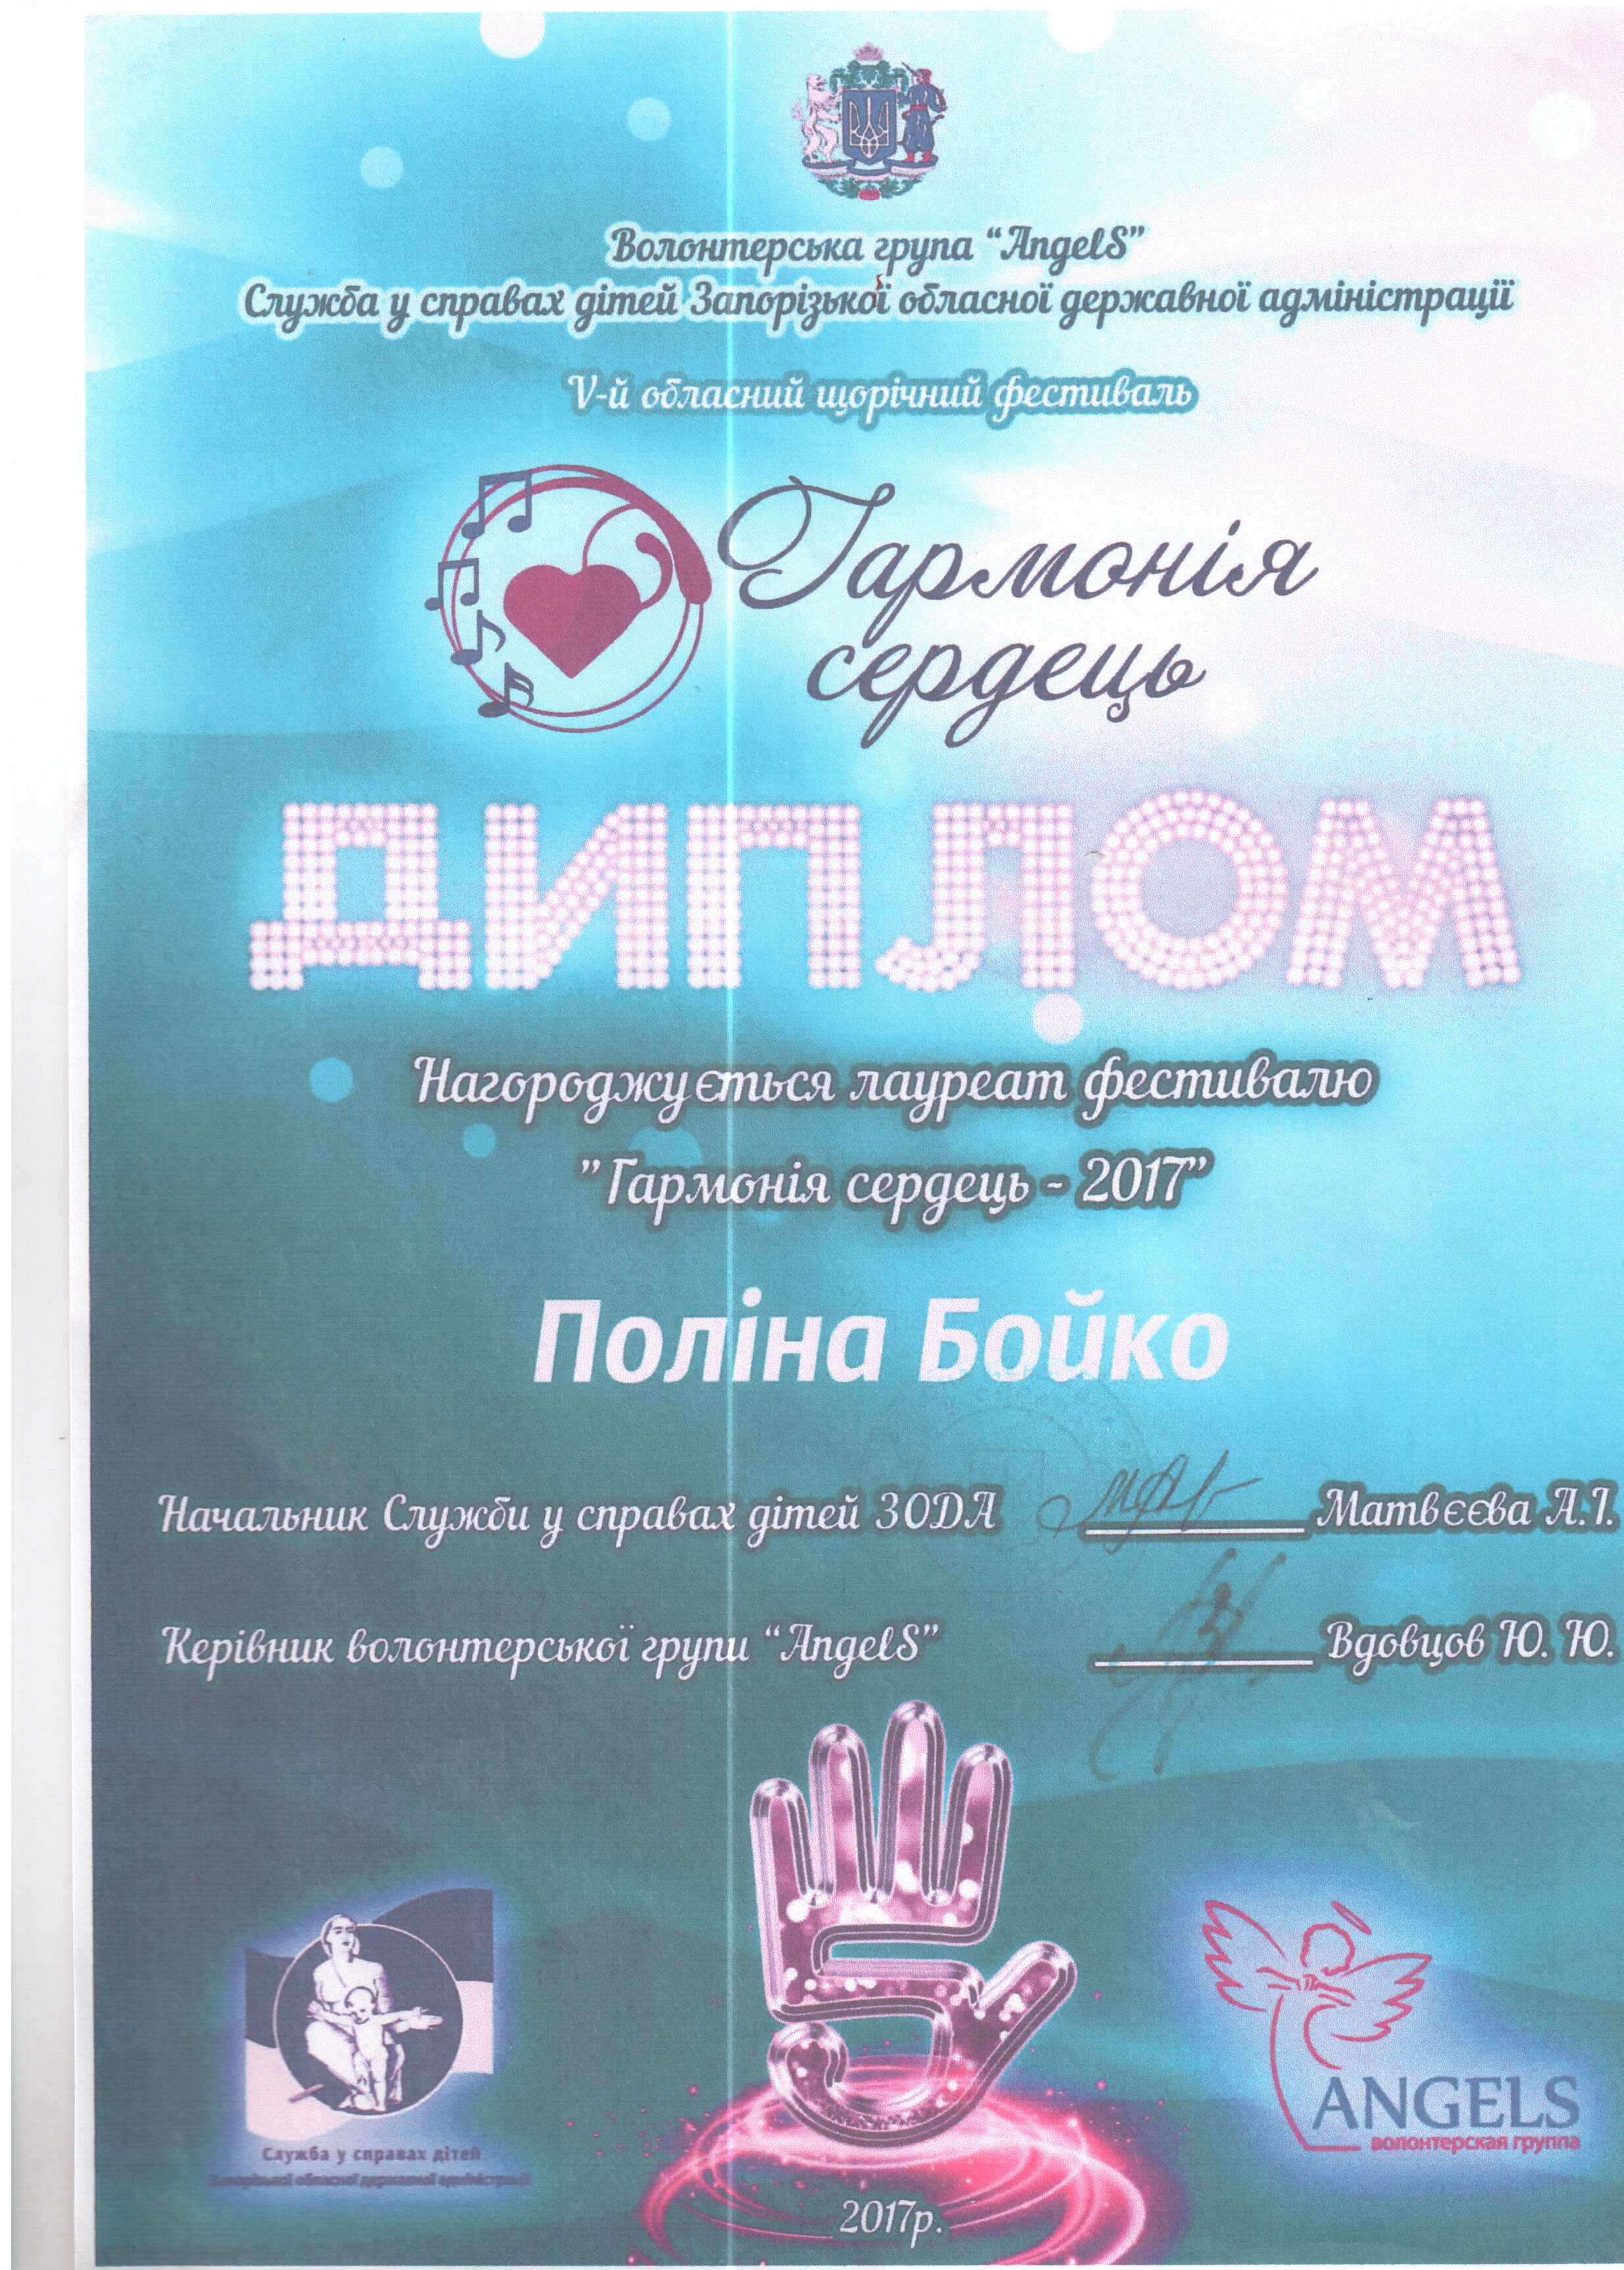 Волонтерська група “AngelS”
Служба у справах дітей Запорізької обласної державної адміністрації
V-й обласний щорічний фестиваль
Гармонія
сердець
ДИПЛОМ
Нагороджується лауреат фестивалю
"Гармонія сердець - 2017"
Поліна Бойко
Начальник Служби у справах дітей ЗОДА Матвєєва А.І.
Керівник волонтерської групи “AngelS” Вдовцов Ю. Ю.
Служба у справах дітей
Запорізької обласної державної адміністрації
ANGELS
волонтерская группа
2017р.